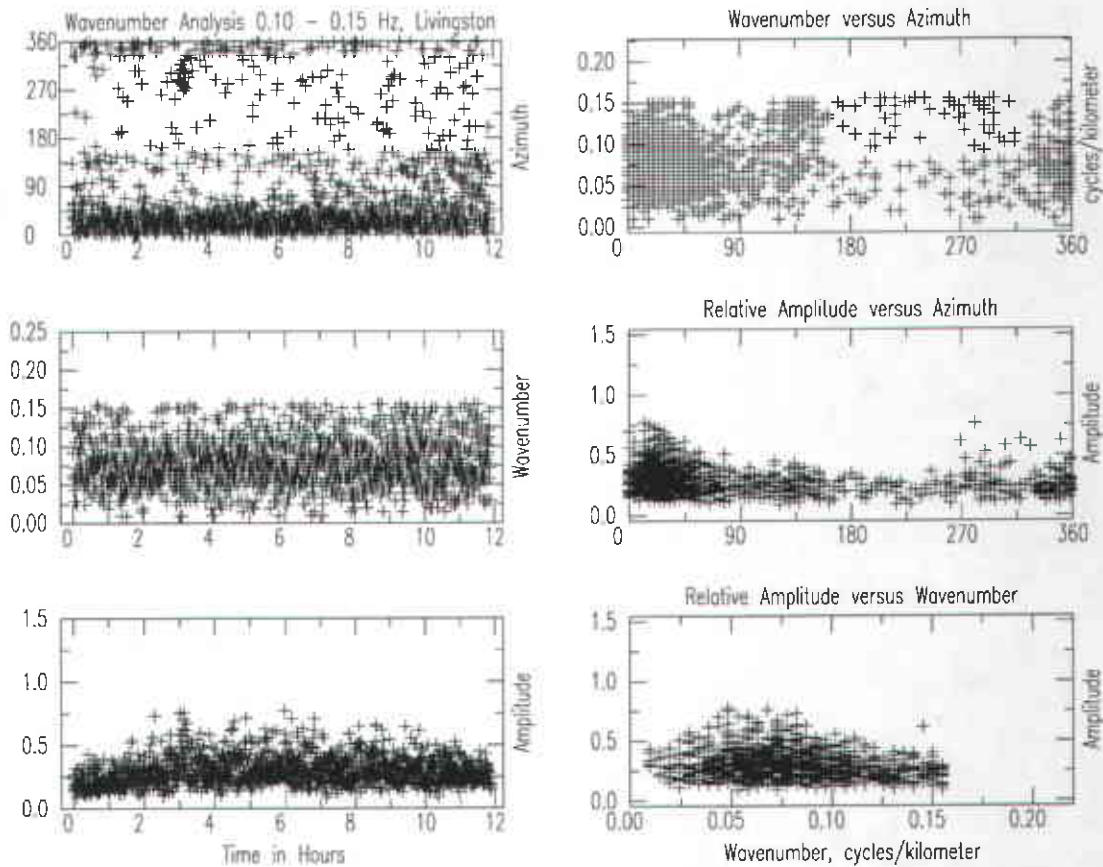 Wavenumber Analysis 0.10 – 0.15 Hz, Livingston
360
270
180
90
0
0 2 4 6 8 10 12
Azimuth
Wavenumber versus Azimuth
0.20
0.15
0.10
0.05
0.00
0 90 180 270 360
cycles/kilometer
0.25
0.20
0.15
0.10
0.05
0.00
0 2 4 6 8 10 12
Wavenumber
Relative Amplitude versus Azimuth
1.5
1.0
0.5
0.0
0 90 180 270 360
Amplitude
1.5
1.0
0.5
0.0
0 2 4 6 8 10 12
Time in Hours
Amplitude
Relative Amplitude versus Wavenumber
1.5
1.0
0.5
0.0
0.00 0.05 0.10 0.15 0.20
Wavenumber, cycles/kilometer
Amplitude